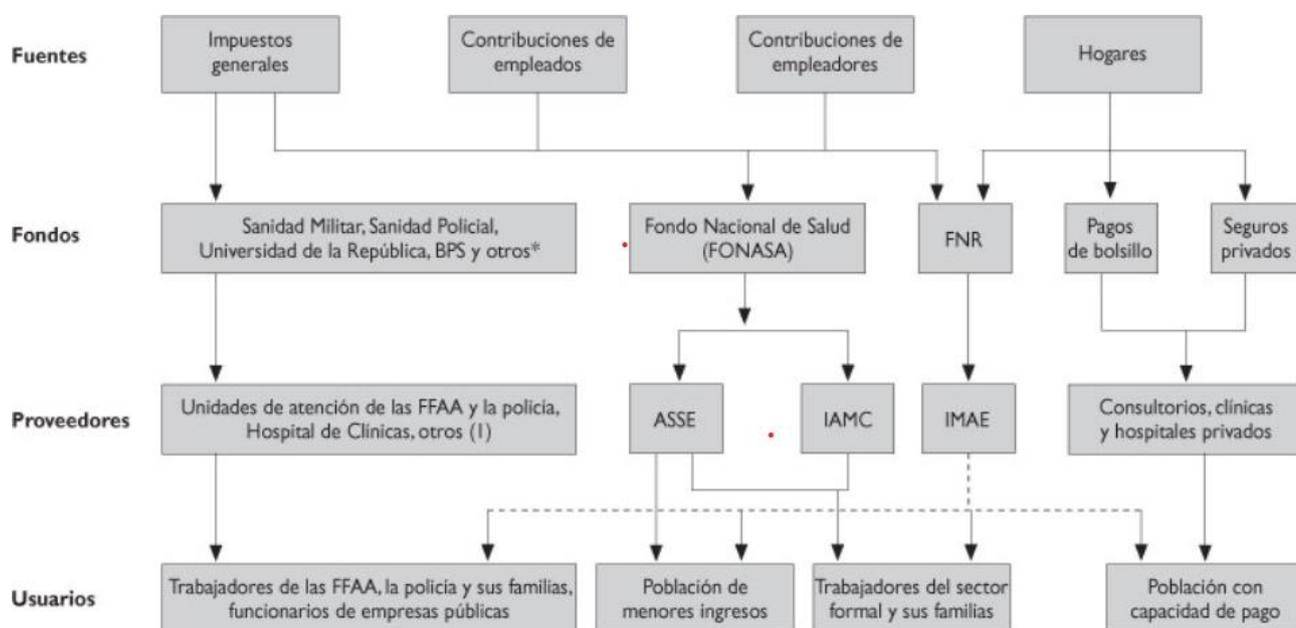 Fuentes
Impuestos
generales
Contribuciones de
empleados
Contribuciones de
empleadores
Hogares
Fondos
Sanidad Militar, Sanidad Policial,
Universidad de la República, BPS y otros*
Fondo Nacional de Salud
(FONASA)
FNR
Pagos
de bolsillo
Seguros
privados
Proveedores
Unidades de atención de las FFAA y la policía,
Hospital de Clínicas, otros (1)
ASSE
IAMC
IMAE
Consultorios, clínicas
y hospitales privados
Usuarios
Trabajadores de las FFAA, la policía y sus familias,
funcionarios de empresas públicas
Población de
menores ingresos
Trabajadores del sector
formal y sus familias
Población con
capacidad de pago